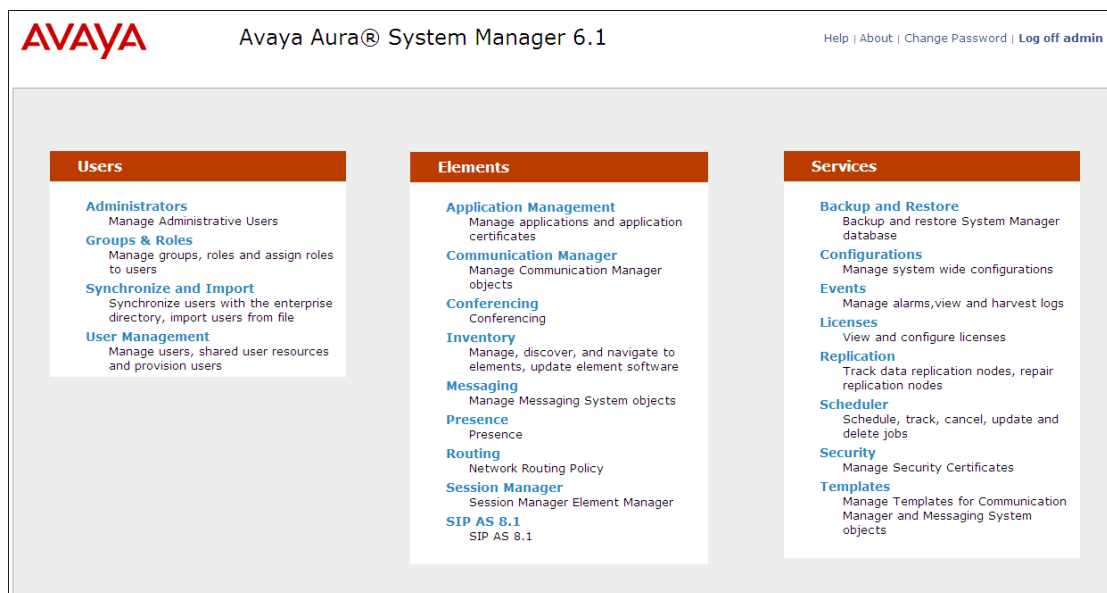 AVAYA
Avaya Aura® System Manager 6.1
Help | About | Change Password | Log off admin
Users
Administrators
Manage Administrative Users
Groups & Roles
Manage groups, roles and assign roles
to users
Synchronize and Import
Synchronize users with the enterprise
directory, import users from file
User Management
Manage users, shared user resources
and provision users
Elements
Application Management
Manage applications and application
certificates
Communication Manager
Manage Communication Manager
objects
Conferencing
Conferencing
Inventory
Manage, discover, and navigate to
elements, update element software
Messaging
Manage Messaging System objects
Presence
Presence
Routing
Network Routing Policy
Session Manager
Session Manager Element Manager
SIP AS 8.1
SIP AS 8.1
Services
Backup and Restore
Backup and restore System Manager
database
Configurations
Manage system wide configurations
Events
Manage alarms,view and harvest logs
Licenses
View and configure licenses
Replication
Track data replication nodes, repair
replication nodes
Scheduler
Schedule, track, cancel, update and
delete jobs
Security
Manage Security Certificates
Templates
Manage Templates for Communication
Manager and Messaging System
objects